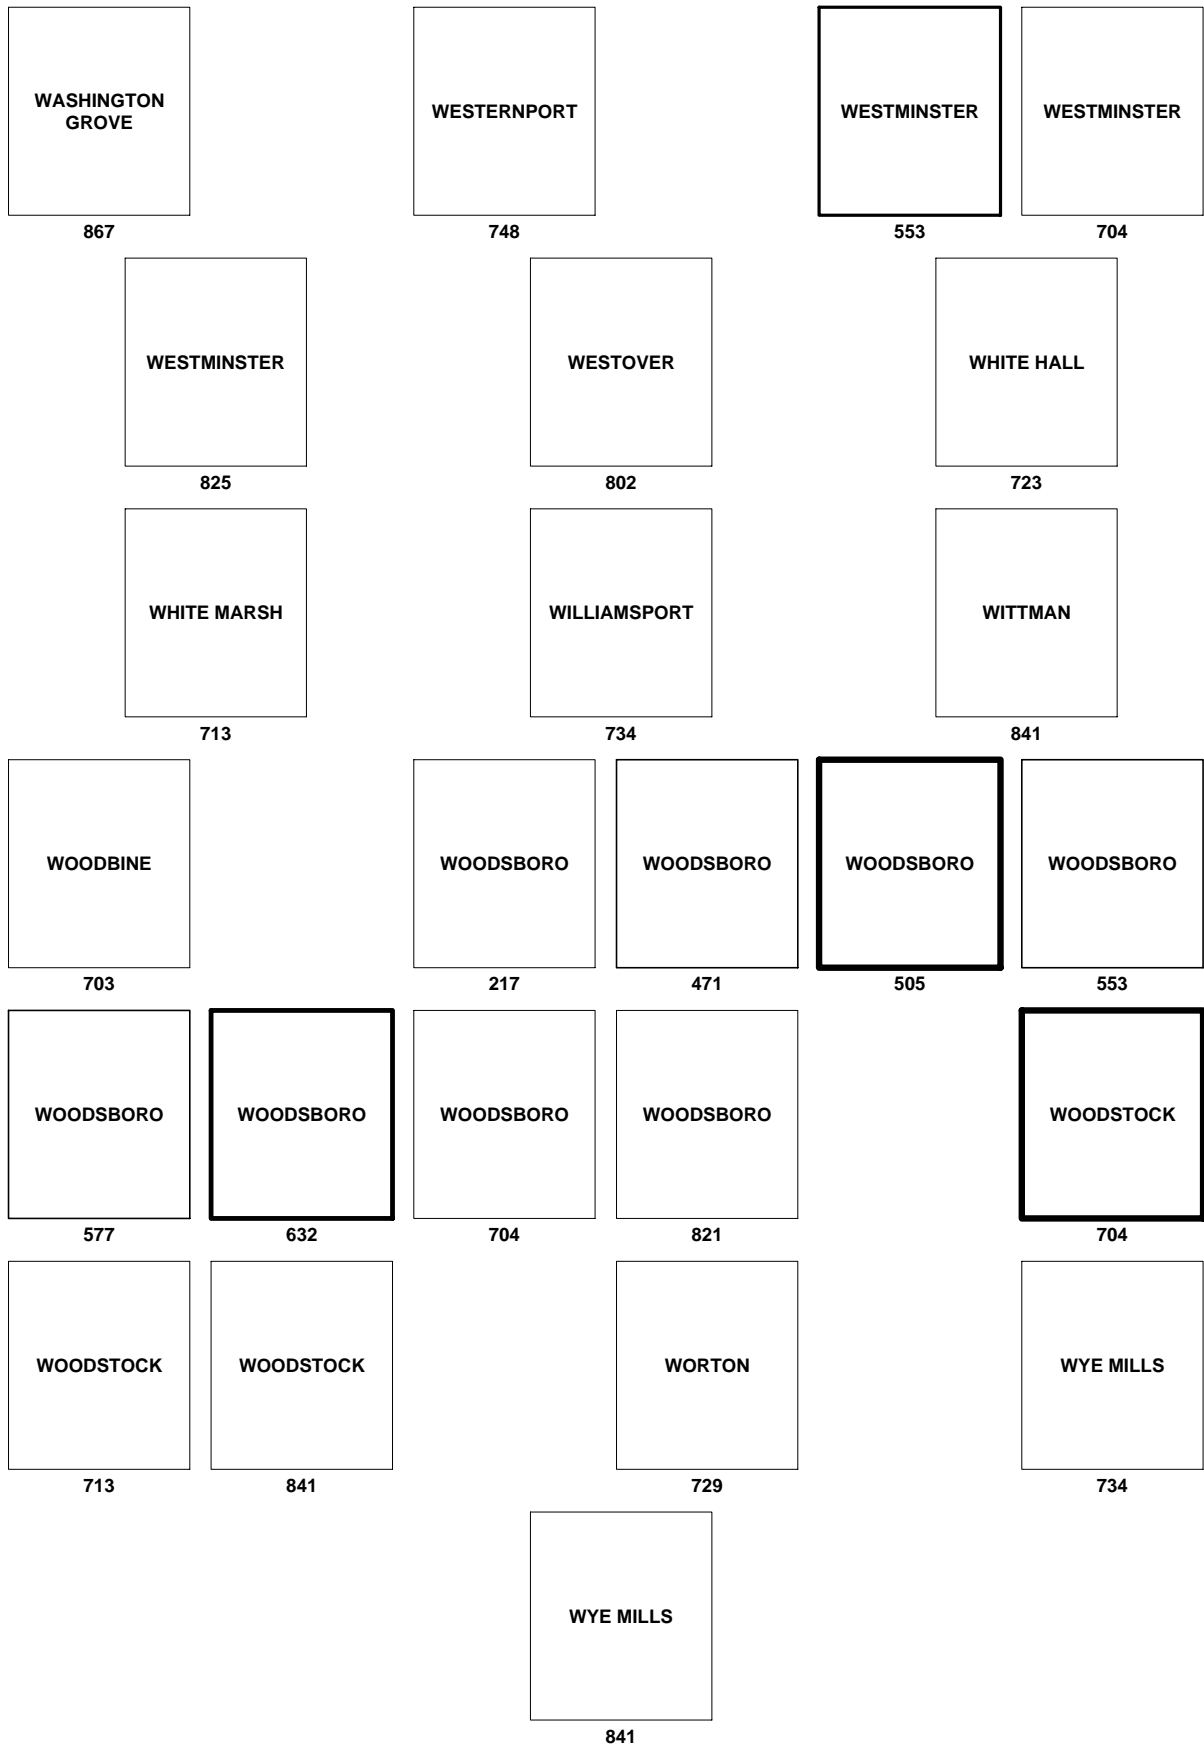 WASHINGTON
GROVE
867
WESTERNPORT
748
WESTMINSTER
553
WESTMINSTER
704
WESTMINSTER
825
WESTOVER
802
WHITE HALL
723
WHITE MARSH
713
WILLIAMSPORT
734
WITTMAN
841
WOODBINE
703
WOODSBORO
217
WOODSBORO
471
WOODSBORO
505
WOODSBORO
553
WOODSBORO
577
WOODSBORO
632
WOODSBORO
704
WOODSBORO
821
WOODSTOCK
704
WOODSTOCK
713
WOODSTOCK
841
WORTON
729
WYE MILLS
734
WYE MILLS
841